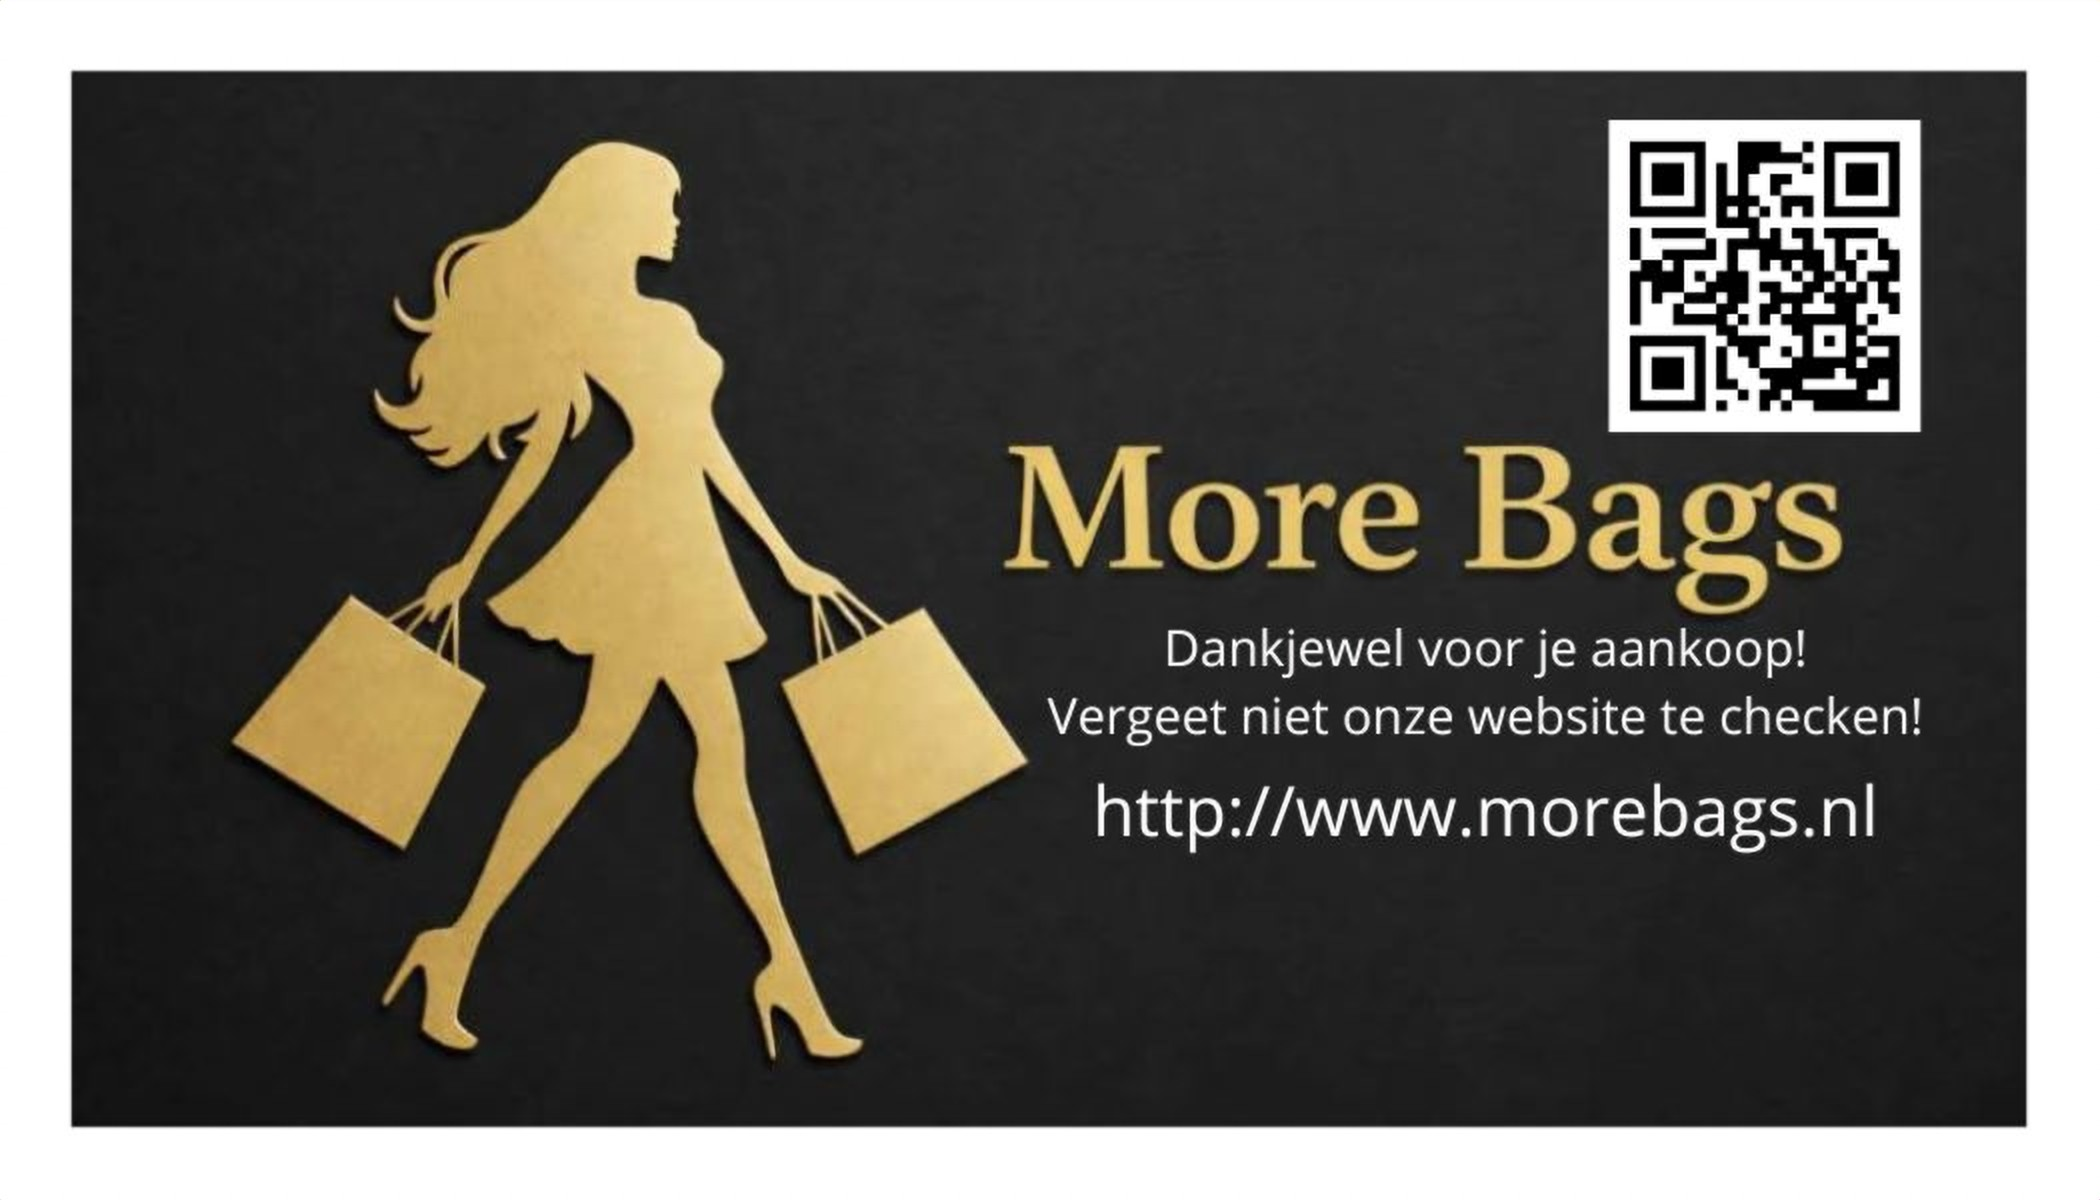 More Bags
Dankjewel voor je aankoop!
Vergeet niet onze website te checken!
http://www.morebags.nl